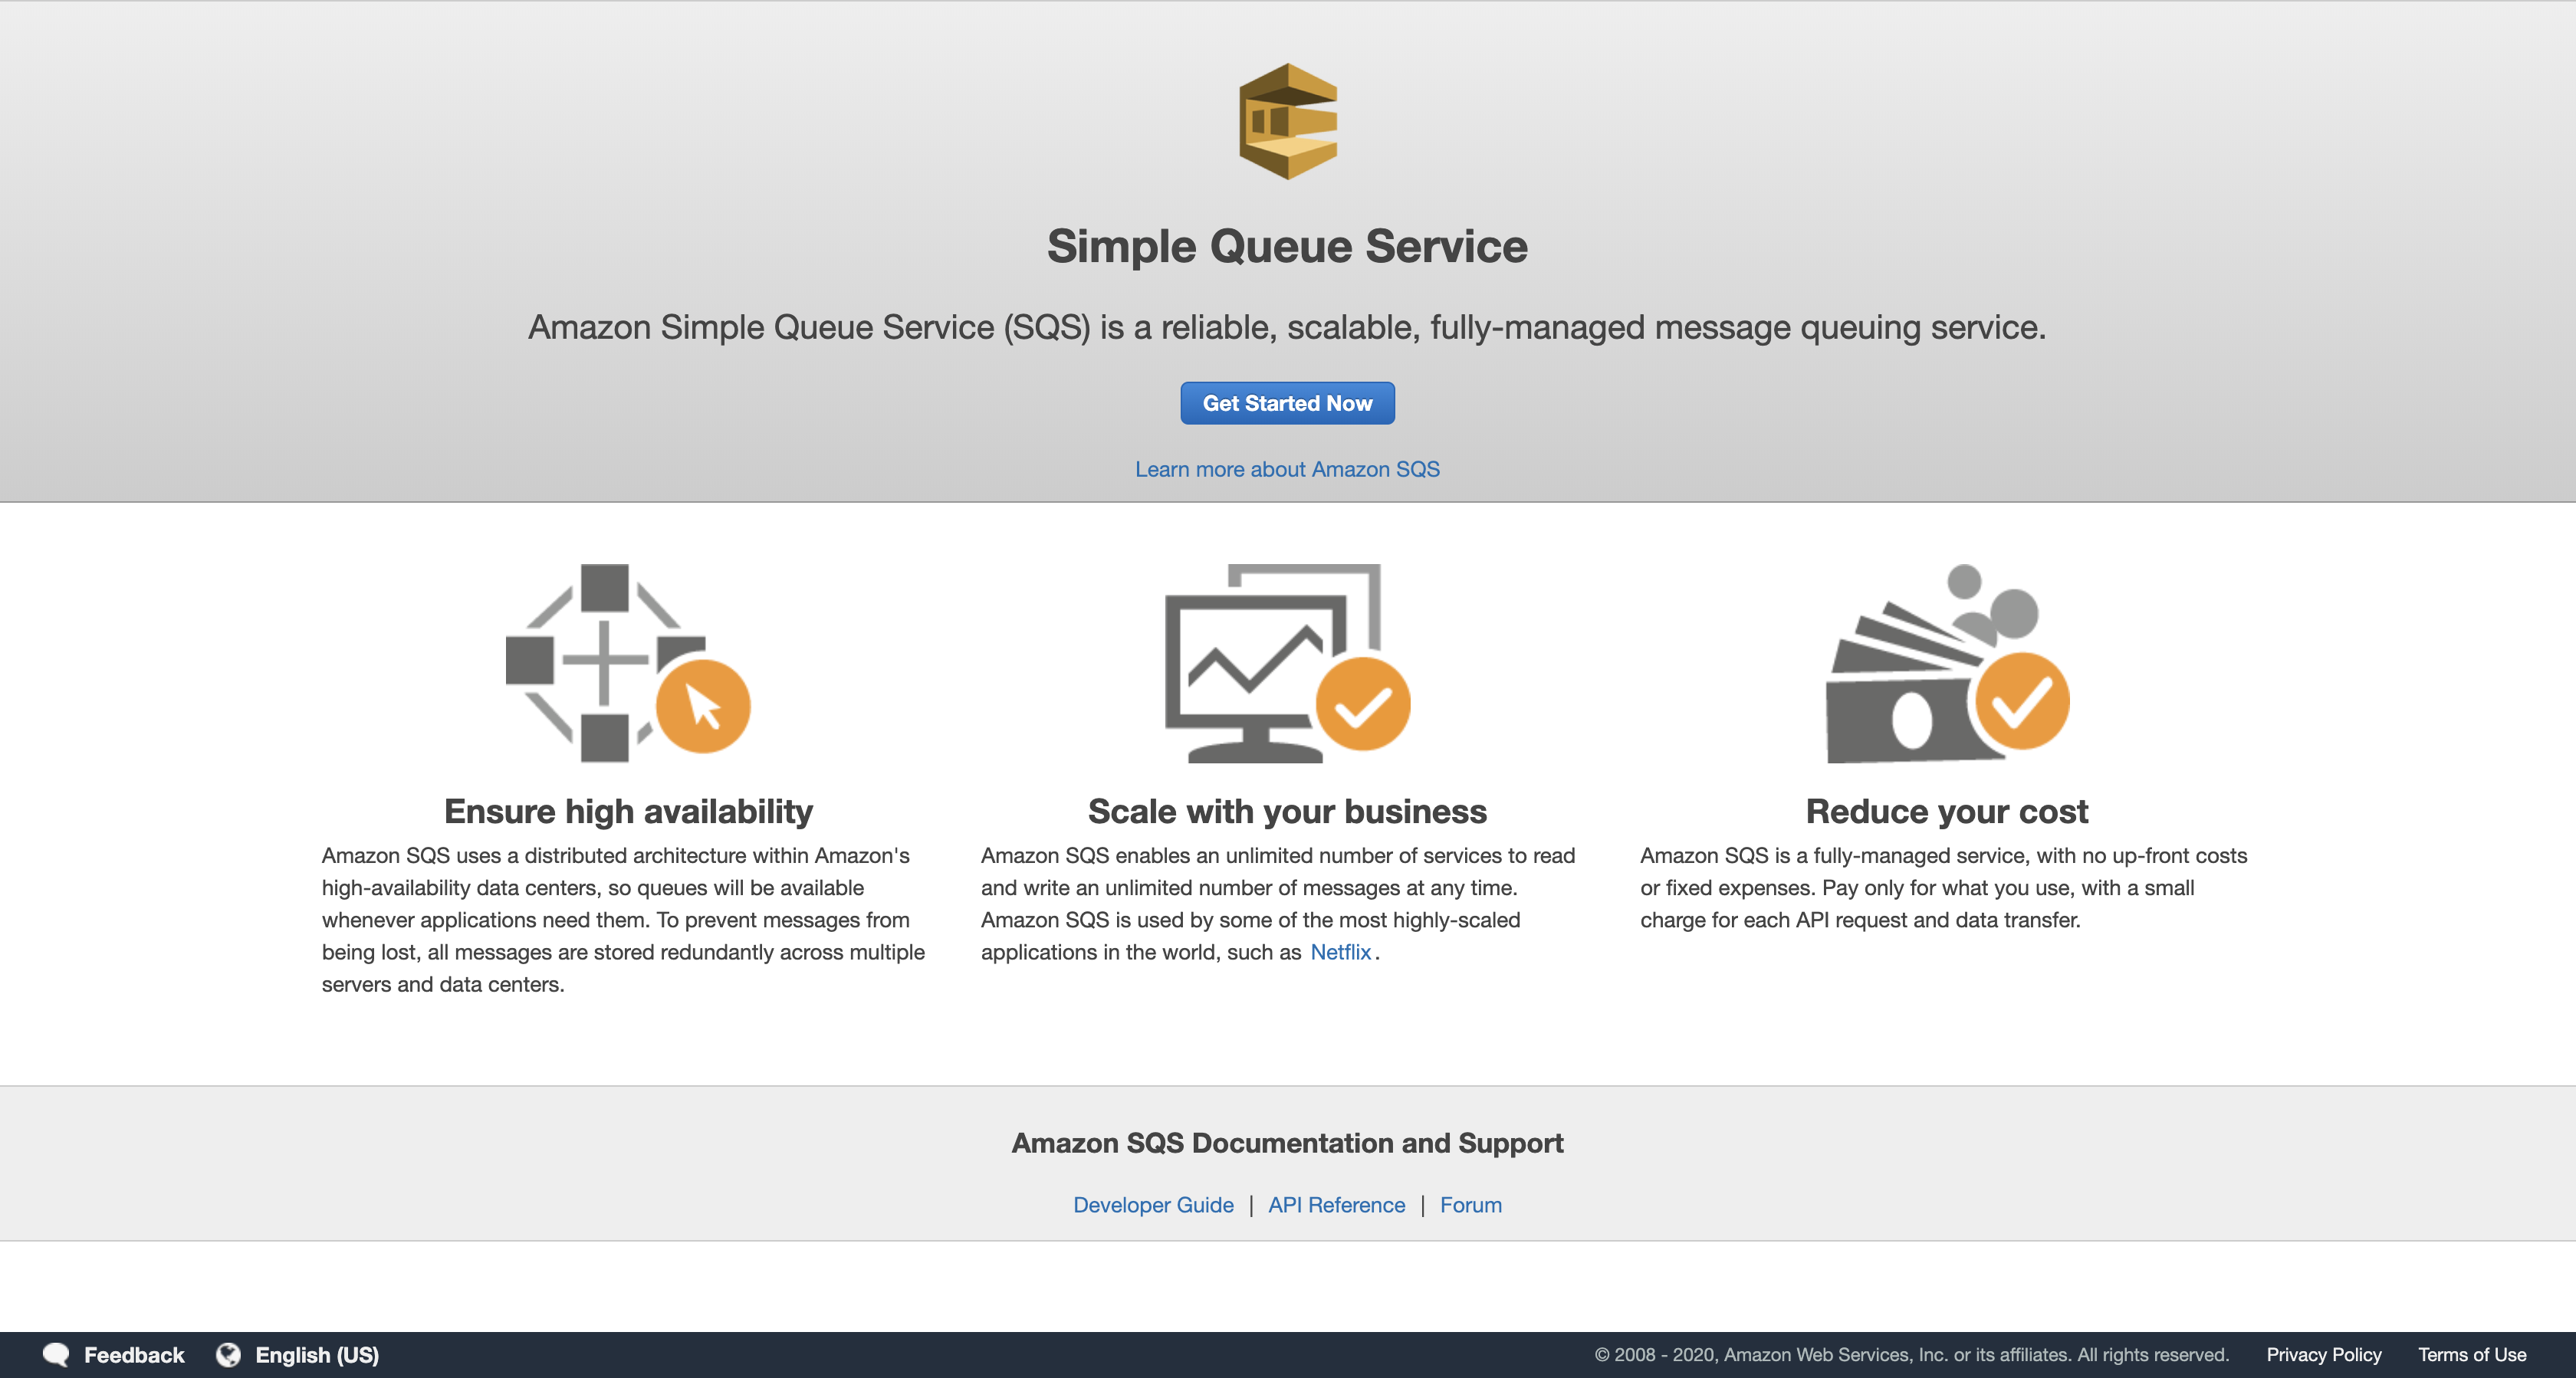 Simple Queue Service
Amazon Simple Queue Service (SQS) is a reliable, scalable, fully-managed message queuing service.
Get Started Now
Learn more about Amazon SQS
Ensure high availability
Amazon SQS uses a distributed architecture within Amazon's
high-availability data centers, so queues will be available
whenever applications need them. To prevent messages from
being lost, all messages are stored redundantly across multiple
servers and data centers.
Scale with your business
Amazon SQS enables an unlimited number of services to read
and write an unlimited number of messages at any time.
Amazon SQS is used by some of the most highly-scaled
applications in the world, such as Netflix.
Reduce your cost
Amazon SQS is a fully-managed service, with no up-front costs
or fixed expenses. Pay only for what you use, with a small
charge for each API request and data transfer.
Amazon SQS Documentation and Support
Developer Guide | API Reference | Forum
Feedback English (US) © 2008 - 2020, Amazon Web Services, Inc. or its affiliates. All rights reserved. Privacy Policy Terms of Use